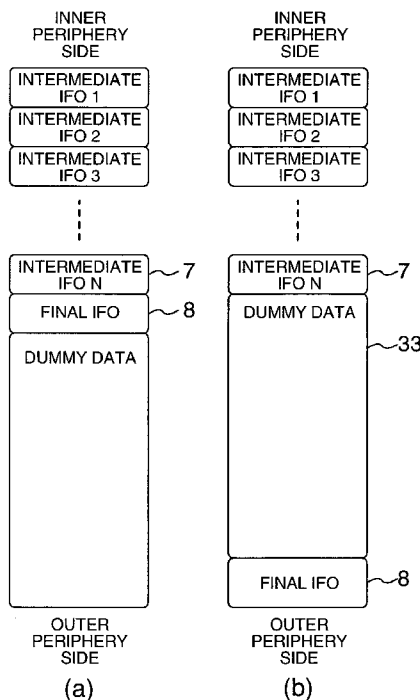 INNER
PERIPHERY
SIDE
INTERMEDIATE
IFO 1
INTERMEDIATE
IFO 2
INTERMEDIATE
IFO 3
INTERMEDIATE
IFO N
7
FINAL IFO
8
DUMMY DATA
OUTER
PERIPHERY
SIDE
(a)
INNER
PERIPHERY
SIDE
INTERMEDIATE
IFO 1
INTERMEDIATE
IFO 2
INTERMEDIATE
IFO 3
INTERMEDIATE
IFO N
7
DUMMY DATA
33
FINAL IFO
8
OUTER
PERIPHERY
SIDE
(b)